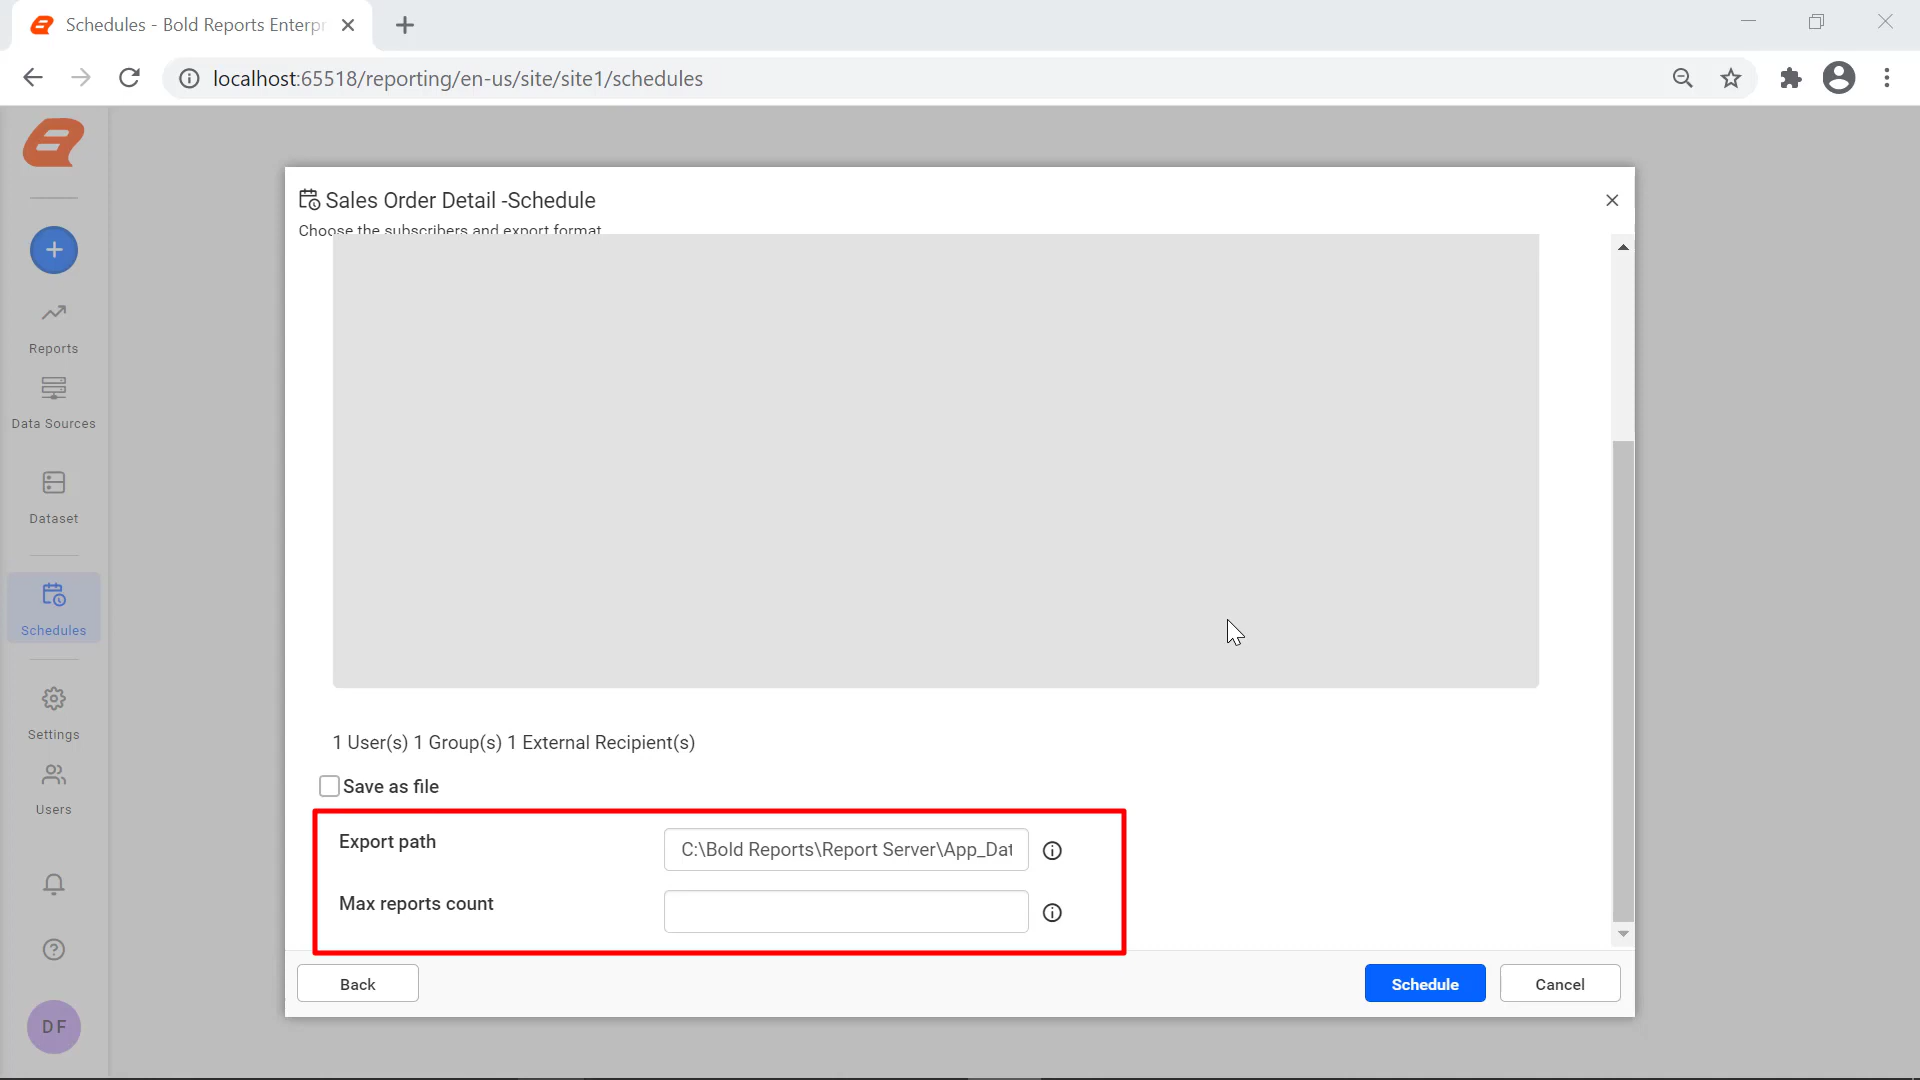 Schedules - Bold Reports Enterpr
localhost:65518/reporting/en-us/site/site1/schedules
Sales Order Detail -Schedule
Choose the subscribers and export format
Reports
Data Sources
Dataset
Schedules
Settings
Users
DF
1 User(s) 1 Group(s) 1 External Recipient(s)
Save as file
Export path
C:\Bold Reports\Report Server\App_Dat
Max reports count
Back
Schedule
Cancel